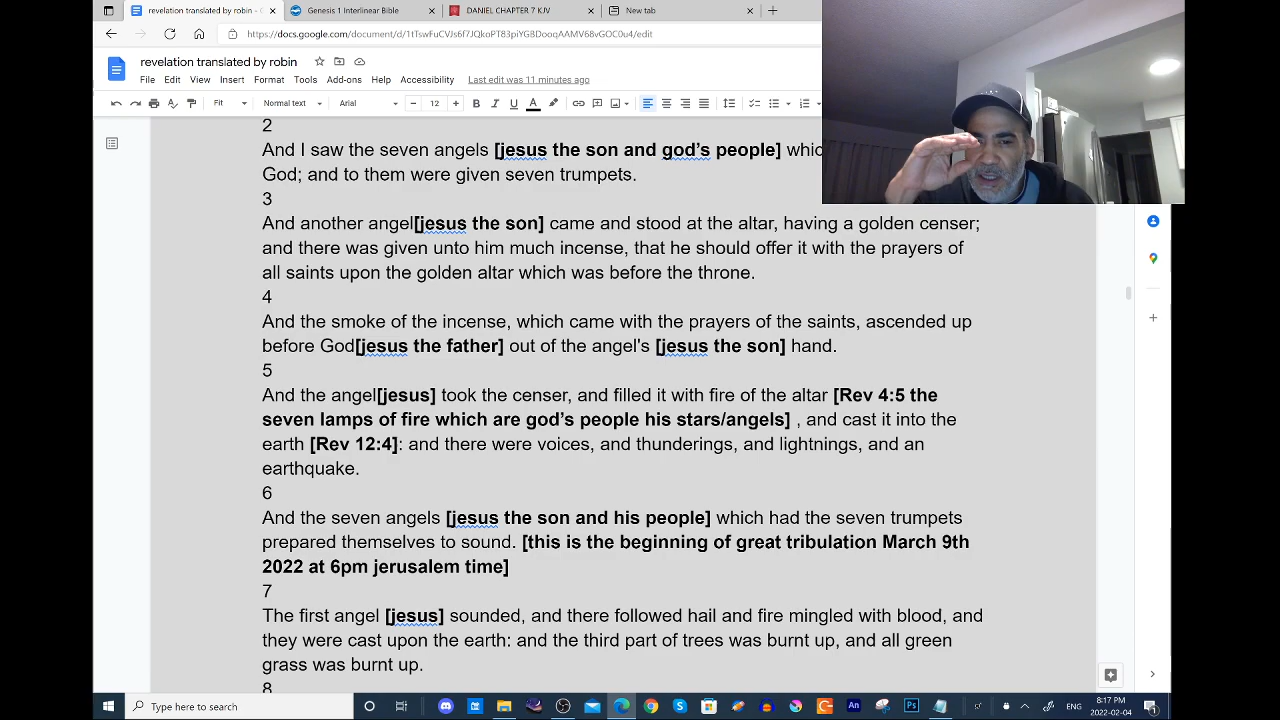 revelation translated by robin - G
Genesis 1 Interlinear Bible
DANIEL CHAPTER 7 KJV
New tab
https://docs.google.com/document/d/1tTswFuCVJs6f7JQkoPT83piYGBDooqAAMV68vGOC0u4/edit
revelation translated by robin
File Edit View Insert Format Tools Add-ons Help Accessibility Last edit was 11 minutes ago
Fit Normal text Arial 12 B I U A
2
And I saw the seven angels [jesus the son and god's people]
God; and to them were given seven trumpets.
3
And another angel[jesus the son] came and stood at the altar, having a golden censer;
and there was given unto him much incense, that he should offer it with the prayers of
all saints upon the golden altar which was before the throne.
4
And the smoke of the incense, which came with the prayers of the saints, ascended up
before God[jesus the father] out of the angel's [jesus the son] hand.
5
And the angel[jesus] took the censer, and filled it with fire of the altar [Rev 4:5 the
seven lamps of fire which are god's people his stars/angels] , and cast it into the
earth [Rev 12:4]: and there were voices, and thunderings, and lightnings, and an
earthquake.
6
And the seven angels [jesus the son and his people] which had the seven trumpets
prepared themselves to sound. [this is the beginning of great tribulation March 9th
2022 at 6pm jerusalem time]
7
The first angel [jesus] sounded, and there followed hail and fire mingled with blood, and
they were cast upon the earth: and the third part of trees was burnt up, and all green
grass was burnt up.
8
Type here to search
ENG
8:17 PM
2022-02-04